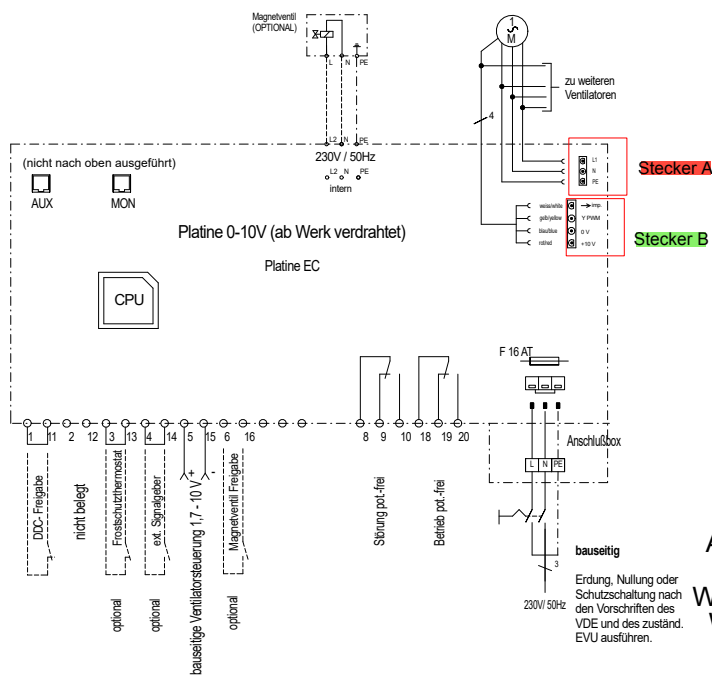 Magnetventil
(OPTIONAL)
L N PE
1
M
zu weiteren
Ventilatoren
4
L2 N PE
230V / 50Hz
L2 N PE
intern
(nicht nach oben ausgeführt)
AUX MON
L1
N
PE
Stecker A
weiss/white imp.
gelb/yellow Y PWM
blau/blue 0 V
rot/red +10 V
Stecker B
Platine 0-10V (ab Werk verdrahtet)
Platine EC
CPU
F 16 AT
1 11 2 12 3 13 4 14 5 15 6 16 8 9 10 18 19 20
Anschlußbox
L N PE
+ -
DDC- Freigabe
nicht belegt
Frostschutzthermostat
optional
ext. Signalgeber
optional
bauseitige Ventilatorsteuerung 1,7 - 10 V
Magnetventil Freigabe
optional
Störung pot.-frei
Betrieb pot.-frei
3
230V/ 50Hz
bauseitig
Erdung, Nullung oder
Schutzschaltung nach
den Vorschriften des
VDE und des zuständ.
EVU ausführen.